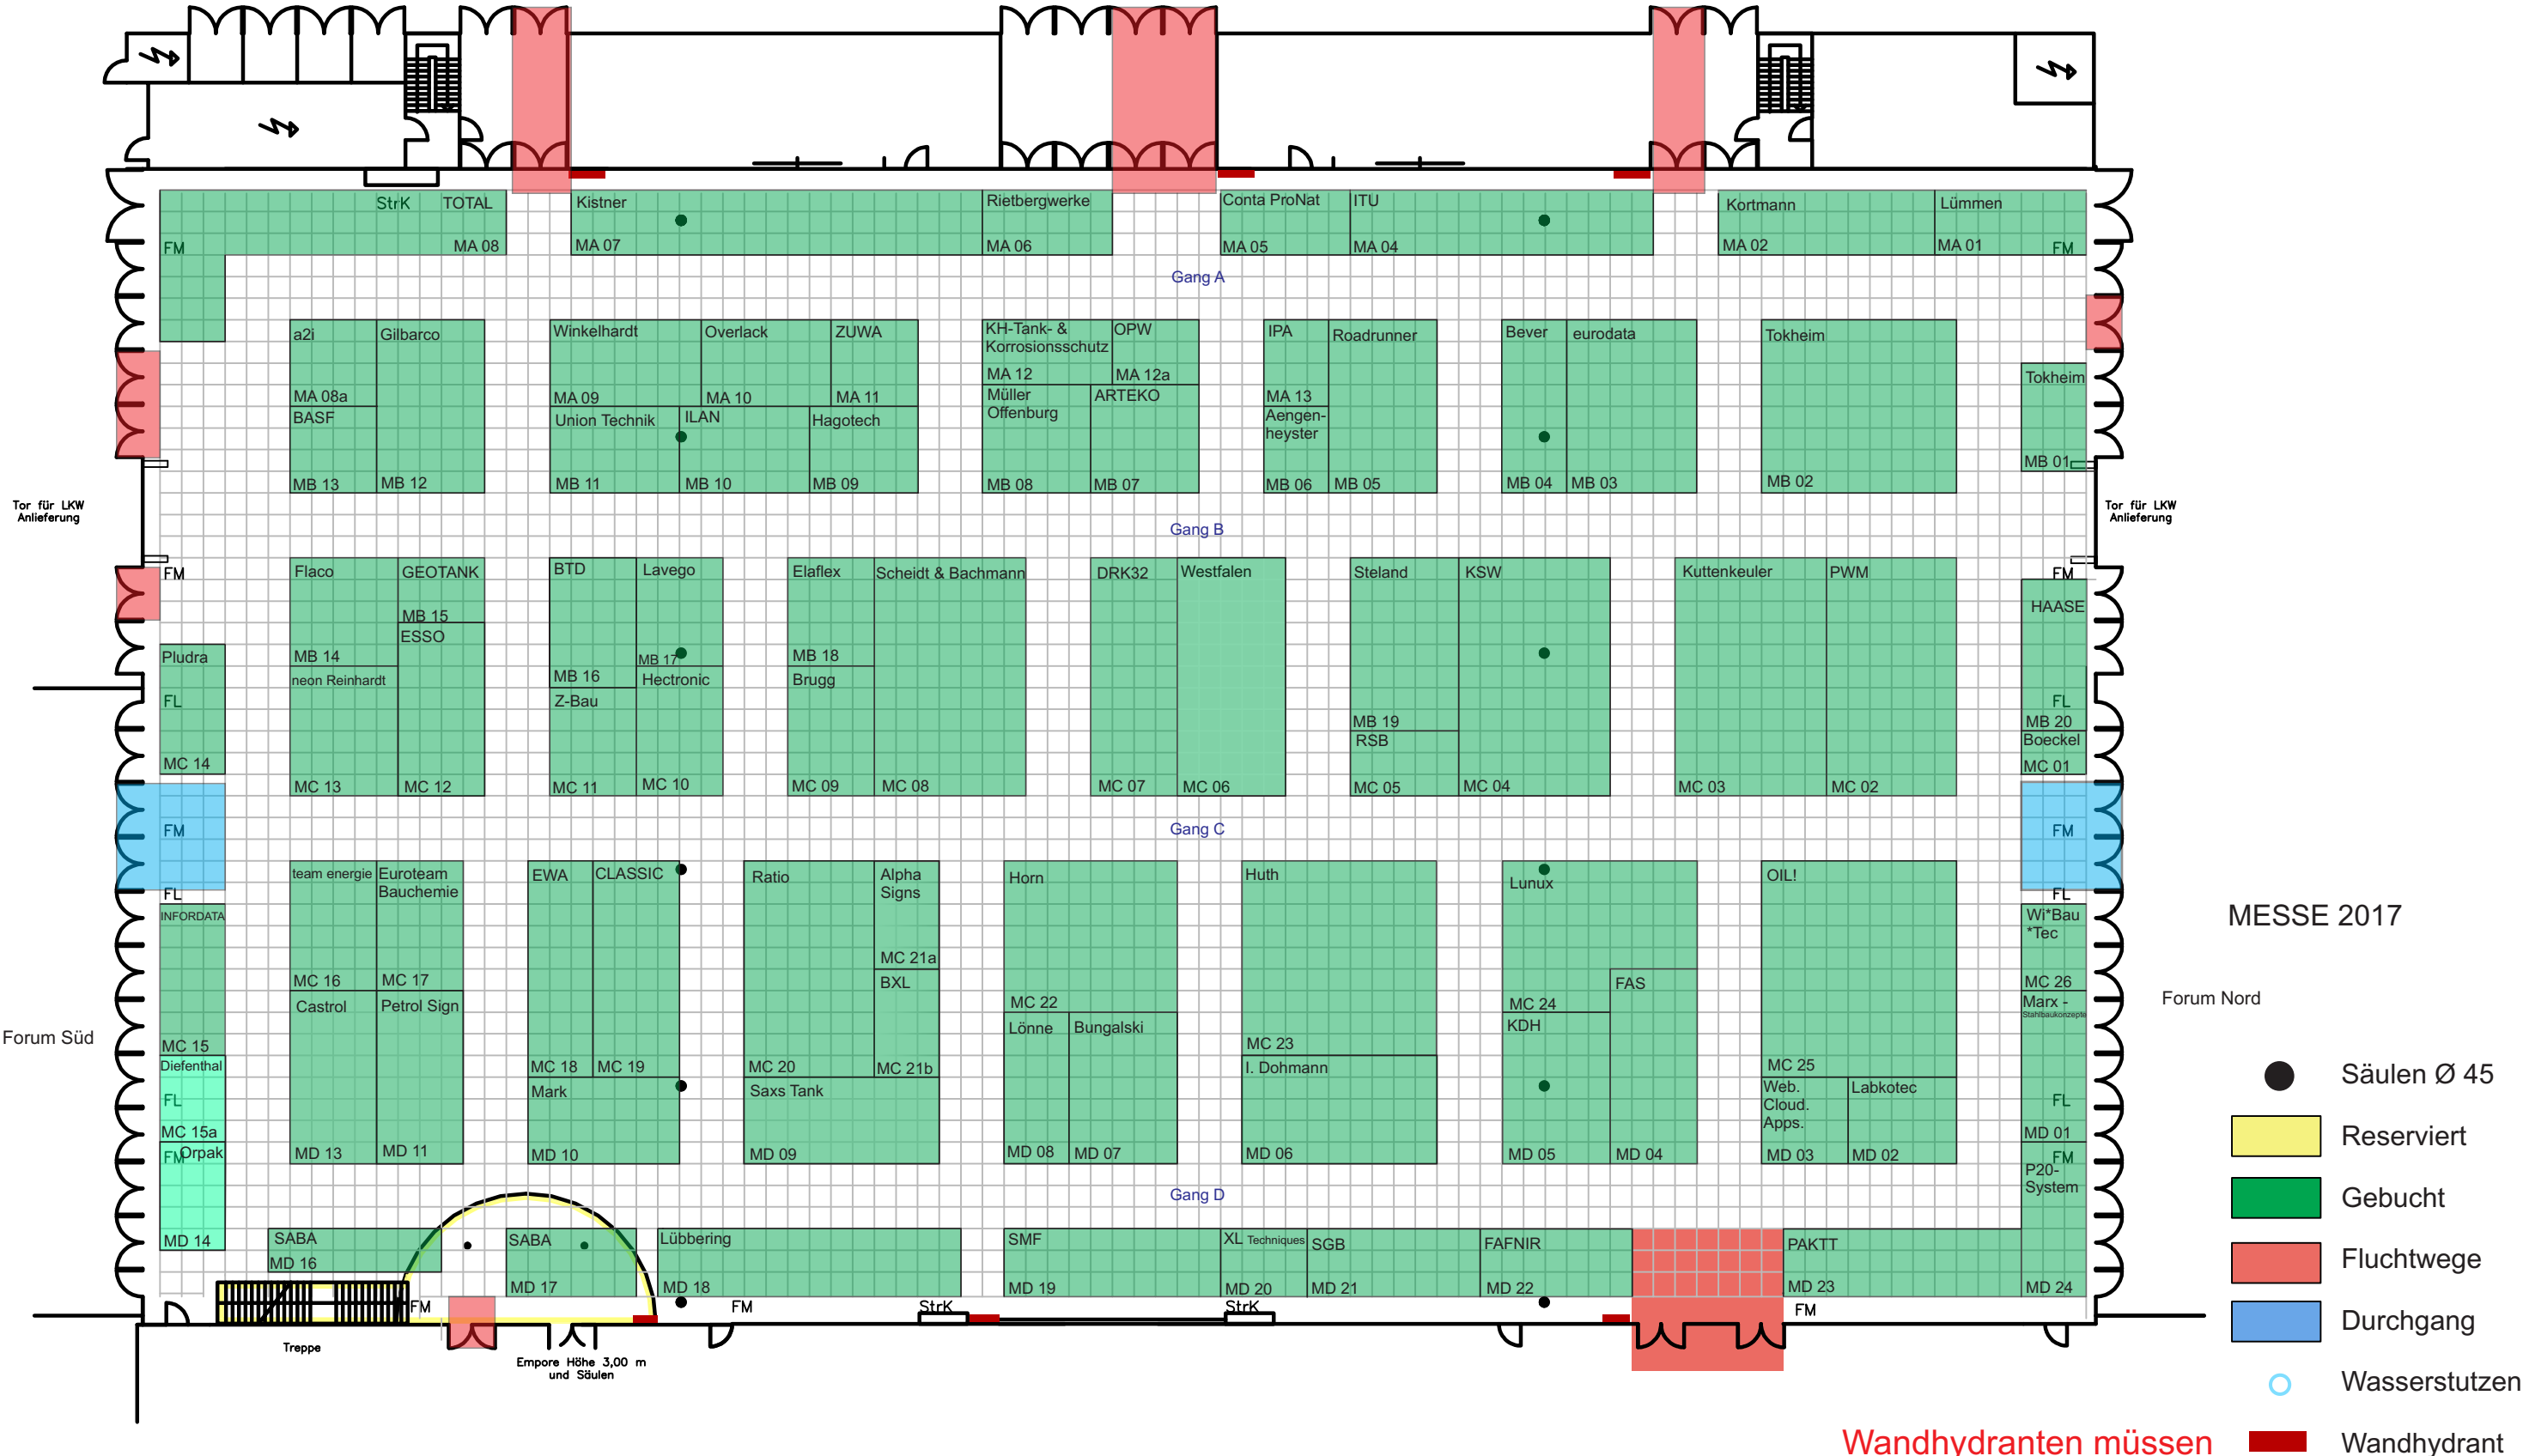 StrK TOTAL
FM
MA 08
Kistner
MA 07
Rietbergwerke
MA 06
Conta ProNat
MA 05
ITU
MA 04
Kortmann
MA 02
Lümmen
MA 01
FM
Gang A
a2i
MA 08a
Gilbarco
MB 12
BASF
MB 13
Winkelhardt
MA 09
Overlack
MA 10
ZUWA
MA 11
Union Technik
MB 11
ILAN
MB 10
Hagotech
MB 09
KH-Tank- &
Korrosionsschutz
MA 12
OPW
MA 12a
Müller
Offenburg
MB 08
ARTEKO
MB 07
IPA
MA 13
Roadrunner
MB 05
Aengen-
heyster
MB 06
Bever
MB 04
eurodata
MB 03
Tokheim
MB 02
Tokheim
MB 01
Tor für LKW
Anlieferung
Tor für LKW
Anlieferung
Gang B
FM
Pludra
FL
MC 14
Flaco
MB 14
GEOTANK
MB 15
ESSO
MC 12
neon Reinhardt
MC 13
BTD
MB 16
Lavego
MB 17
Z-Bau
MC 11
Hectronic
MC 10
Elaflex
MB 18
Scheidt & Bachmann
MC 08
Brugg
MC 09
DRK32
MC 07
Westfalen
MC 06
Steland
MB 19
KSW
MC 04
RSB
MC 05
Kuttenkeuler
MC 03
PWM
MC 02
FM
HAASE
FL
MB 20
Boeckel
MC 01
Gang C
FM
FL
FM
FL
INFORDATA
MC 15
Diefenthal
FL
MC 15a
FM
Orpak
MD 14
team energie
MC 16
Euroteam
Bauchemie
MC 17
Castrol
MD 13
Petrol Sign
MD 11
EWA
MC 18
CLASSIC
MC 19
Mark
MD 10
Ratio
MC 20
Alpha
Signs
MC 21a
BXL
MC 21b
Saxs Tank
MD 09
Horn
MC 22
Lönne
MD 08
Bungalski
MD 07
Huth
MC 23
I. Dohmann
MD 06
Lunux
MC 24
FAS
MD 04
KDH
MD 05
OIL!
MC 25
Web.
Cloud.
Apps.
MD 03
Labkotec
MD 02
Wi*Bau
*Tec
MC 26
Marx -
Stahlbaukonzepte
FL
MD 01
FM
P20-
System
MD 24
Gang D
SABA
MD 16
SABA
MD 17
Lübbering
MD 18
SMF
MD 19
XL Techniques
MD 20
SGB
MD 21
FAFNIR
MD 22
PAKTT
MD 23
FM
FM
StrK
StrK
FM
Treppe
Empore Höhe 3,00 m
und Säulen
Forum Süd
MESSE 2017
Forum Nord
Säulen Ø 45
Reserviert
Gebucht
Fluchtwege
Durchgang
Wasserstutzen
Wandhydranten müssen
Wandhydrant